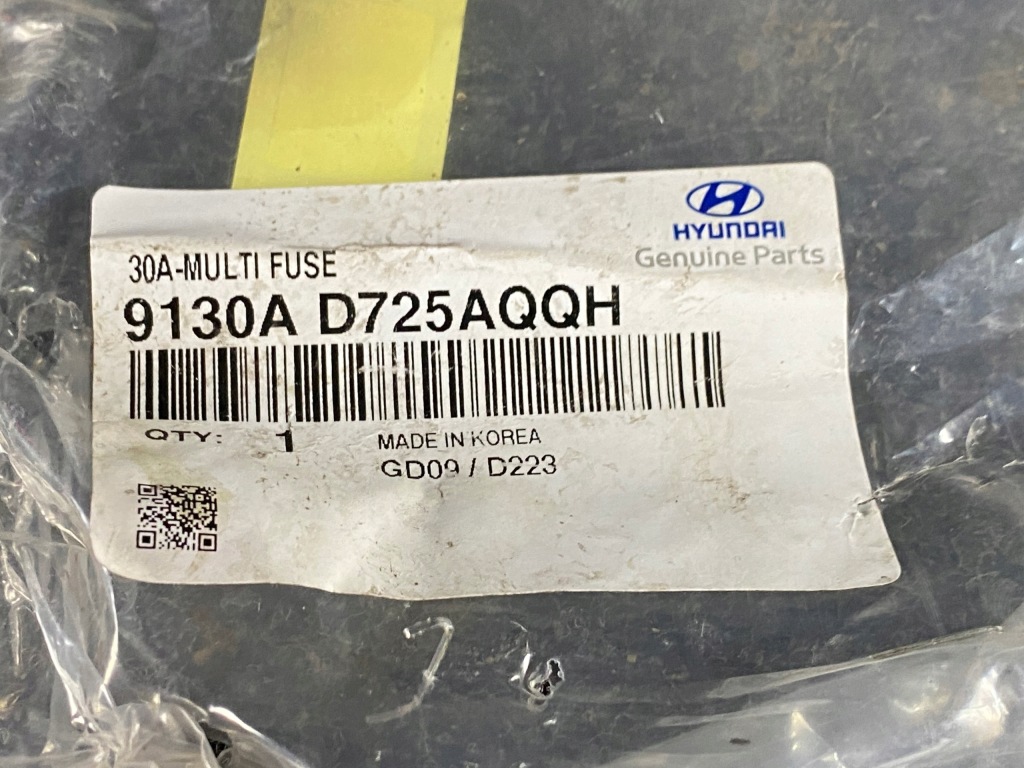 HYUNDAI
Genuine Parts
30A-MULTI FUSE
9130A D725AQQH
QTY: 1
MADE IN KOREA
GD09 / D223